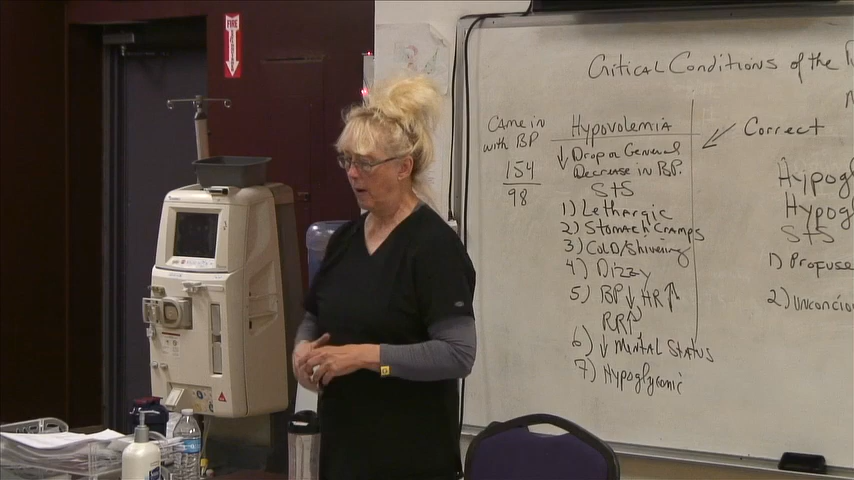 FIRE
Critical Conditions of the
Came in
with BP
154
98
Hypovolemia
↓ Drop or General
Decrease in BP.
S+S
1) Lethargic
2) Stomach Cramps
3) Cold/Shivering
4) Dizzy
5) BP↓ HR↑
RR↑
6) ↓ Mental Status
7) Hypoglycemic
← Correct
Hypogl
Hypogl
S+S
1) Profuse
2) Unconciou